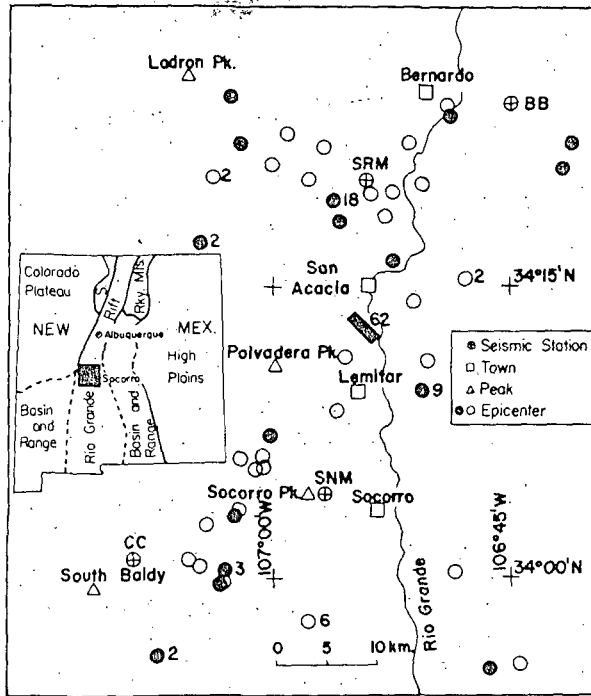 Ladron Pk.
Bernardo
BB
SRM
2
18
2
San
Acacia
2
34°15'N
62
Colorado
Plateau
S.
Rift
Rky. Mts
NEW
MEX.
Albuquerque
High
Plains
Socorro
Basin
and
Range
Rio Grande
Basin and
Range
Polvadera Pk.
Lemitar
Seismic Station
Town
Peak
Epicenter
9
Socorro Pk.
SNM
Socorro
107°00'W
106°45'W
CC
South Baldy
3
34°00'N
6
2
0 5 10 km.
Rio Grande